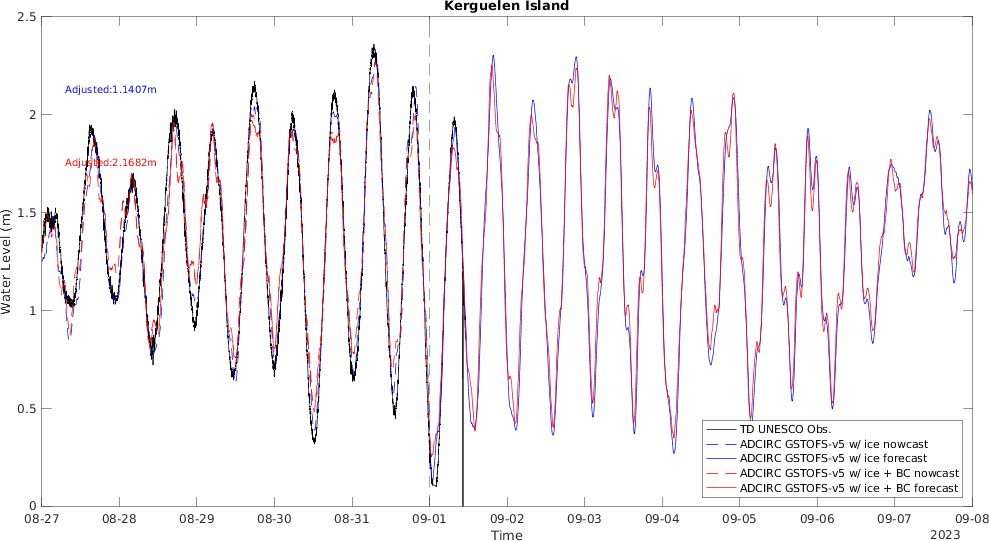 Kerguelen Island
2.5
2
1.5
1
0.5
0
Water Level (m)
Adjusted:1.1407m
Adjusted:2.1682m
TD UNESCO Obs.
ADCIRC GSTOFS-v5 w/ ice nowcast
ADCIRC GSTOFS-v5 w/ ice forecast
ADCIRC GSTOFS-v5 w/ ice + BC nowcast
ADCIRC GSTOFS-v5 w/ ice + BC forecast
08-27 08-28 08-29 08-30 08-31 09-01 09-02 09-03 09-04 09-05 09-06 09-07 09-08
Time
2023